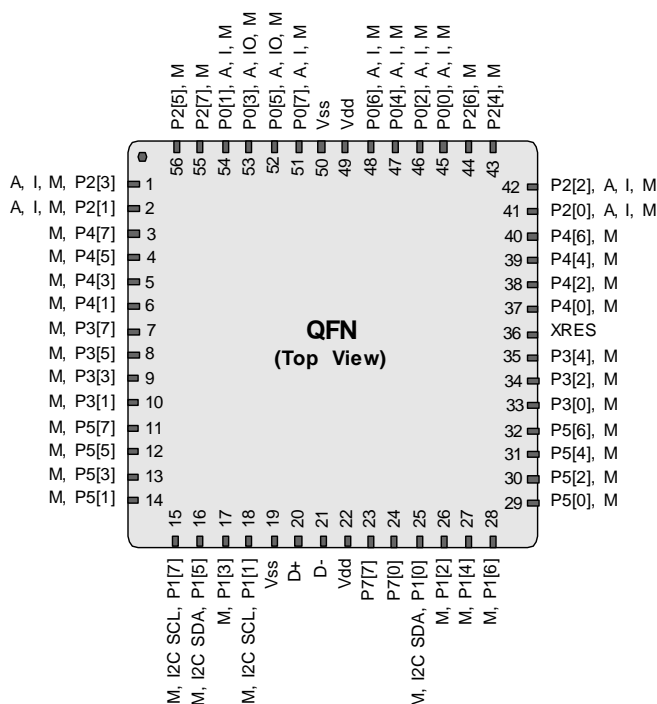 P2[5], M
P2[7], M
P0[1], A, I, M
P0[3], A, IO, M
P0[5], A, IO, M
P0[7], A, I, M
Vss
Vdd
P0[6], A, I, M
P0[4], A, I, M
P0[2], A, I, M
P0[0], A, I, M
P2[6], M
P2[4], M
56 55 54 53 52 51 50 49 48 47 46 45 44 43
A, I, M, P2[3] 1
A, I, M, P2[1] 2
M, P4[7] 3
M, P4[5] 4
M, P4[3] 5
M, P4[1] 6
M, P3[7] 7
M, P3[5] 8
M, P3[3] 9
M, P3[1] 10
M, P5[7] 11
M, P5[5] 12
M, P5[3] 13
M, P5[1] 14
QFN
(Top View)
42 P2[2], A, I, M
41 P2[0], A, I, M
40 P4[6], M
39 P4[4], M
38 P4[2], M
37 P4[0], M
36 XRES
35 P3[4], M
34 P3[2], M
33 P3[0], M
32 P5[6], M
31 P5[4], M
30 P5[2], M
29 P5[0], M
15 16 17 18 19 20 21 22 23 24 25 26 27 28
M, I2C SCL, P1[7]
M, I2C SDA, P1[5]
M, P1[3]
M, I2C SCL, P1[1]
Vss
D+
D-
Vdd
P7[7]
P7[0]
M, I2C SDA, P1[0]
M, P1[2]
M, P1[4]
M, P1[6]